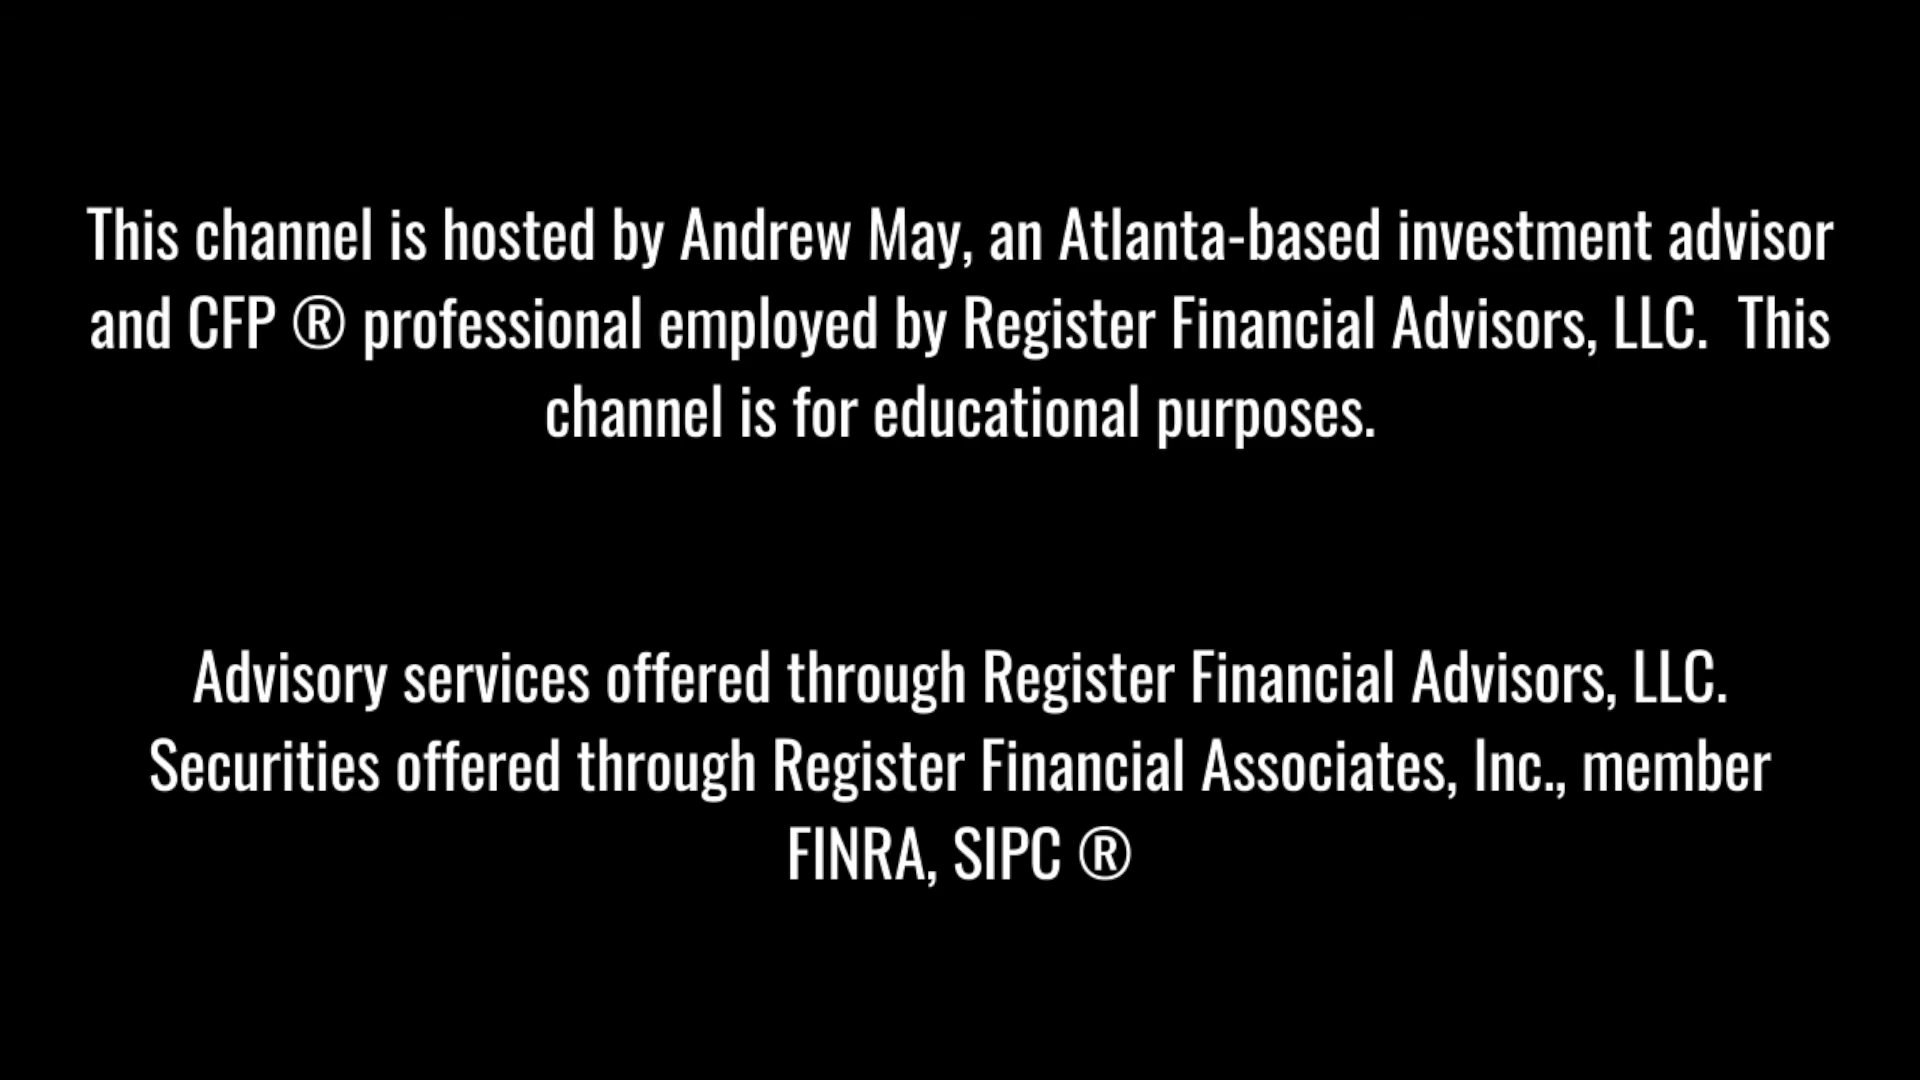 This channel is hosted by Andrew May, an Atlanta-based investment advisor
and CFP ® professional employed by Register Financial Advisors, LLC.  This
channel is for educational purposes.
Advisory services offered through Register Financial Advisors, LLC.
Securities offered through Register Financial Associates, Inc., member
FINRA, SIPC ®